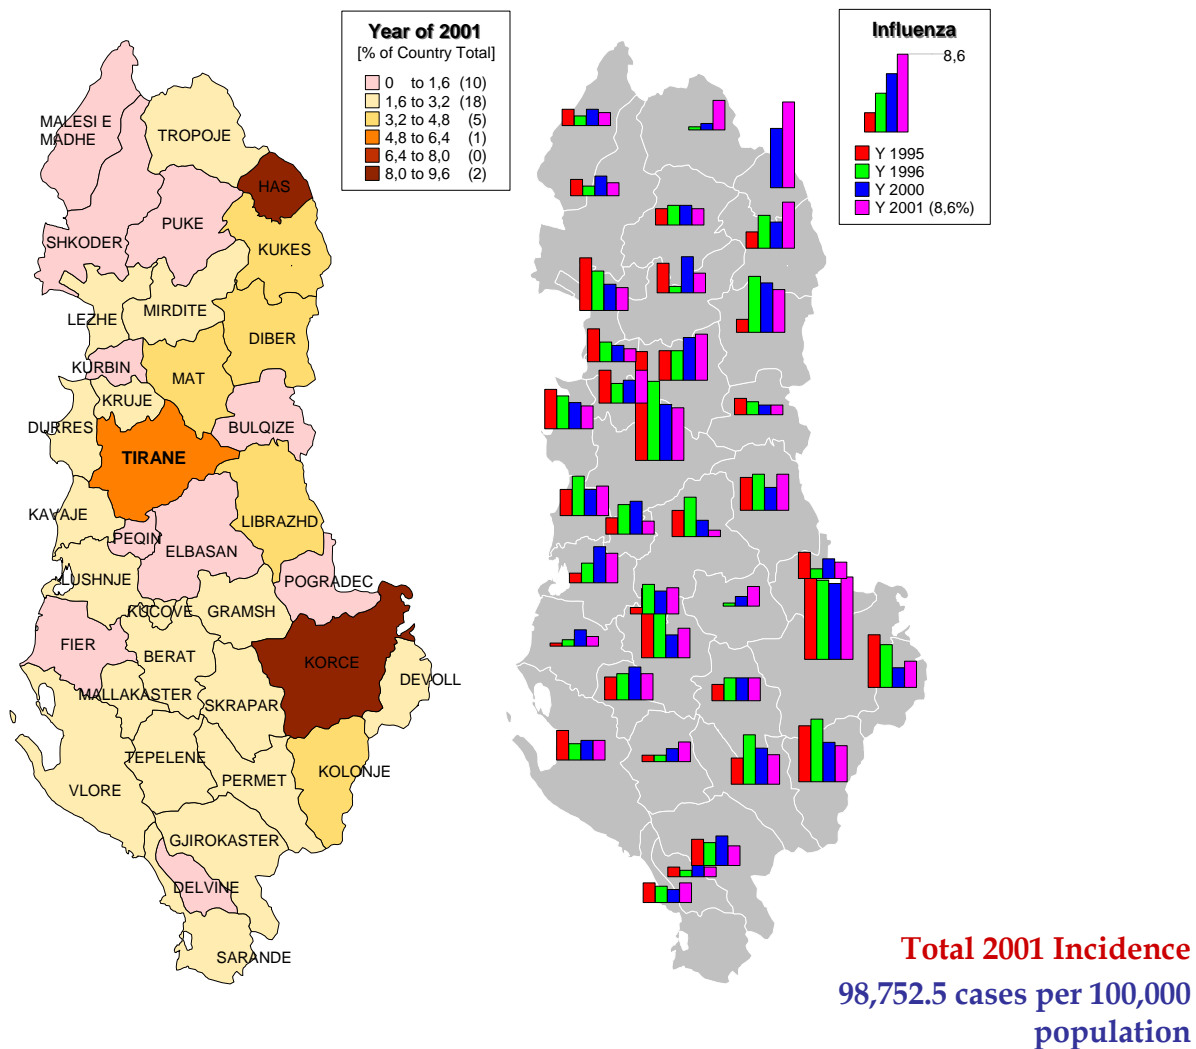 Year of 2001
[% of Country Total]
0 to 1,6 (10)
1,6 to 3,2 (18)
3,2 to 4,8 (5)
4,8 to 6,4 (1)
6,4 to 8,0 (0)
8,0 to 9,6 (2)
Influenza
8,6
Y 1995
Y 1996
Y 2000
Y 2001 (8,6%)
MALESI E
MADHE
TROPOJE
HAS
PUKE
SHKODER
KUKES
MIRDITE
LEZHE
DIBER
KURBIN
MAT
KRUJE
DURRES
BULQIZE
TIRANE
KAVAJE
LIBRAZHD
PEQIN
ELBASAN
LUSHNJE
POGRADEC
KUCOVE
GRAMSH
FIER
BERAT
KORCE
DEVOLL
MALLAKASTER
SKRAPAR
TEPELENE
KOLONJE
PERMET
VLORE
GJIROKASTER
DELVINE
SARANDE
Total 2001 Incidence
98,752.5 cases per 100,000
population